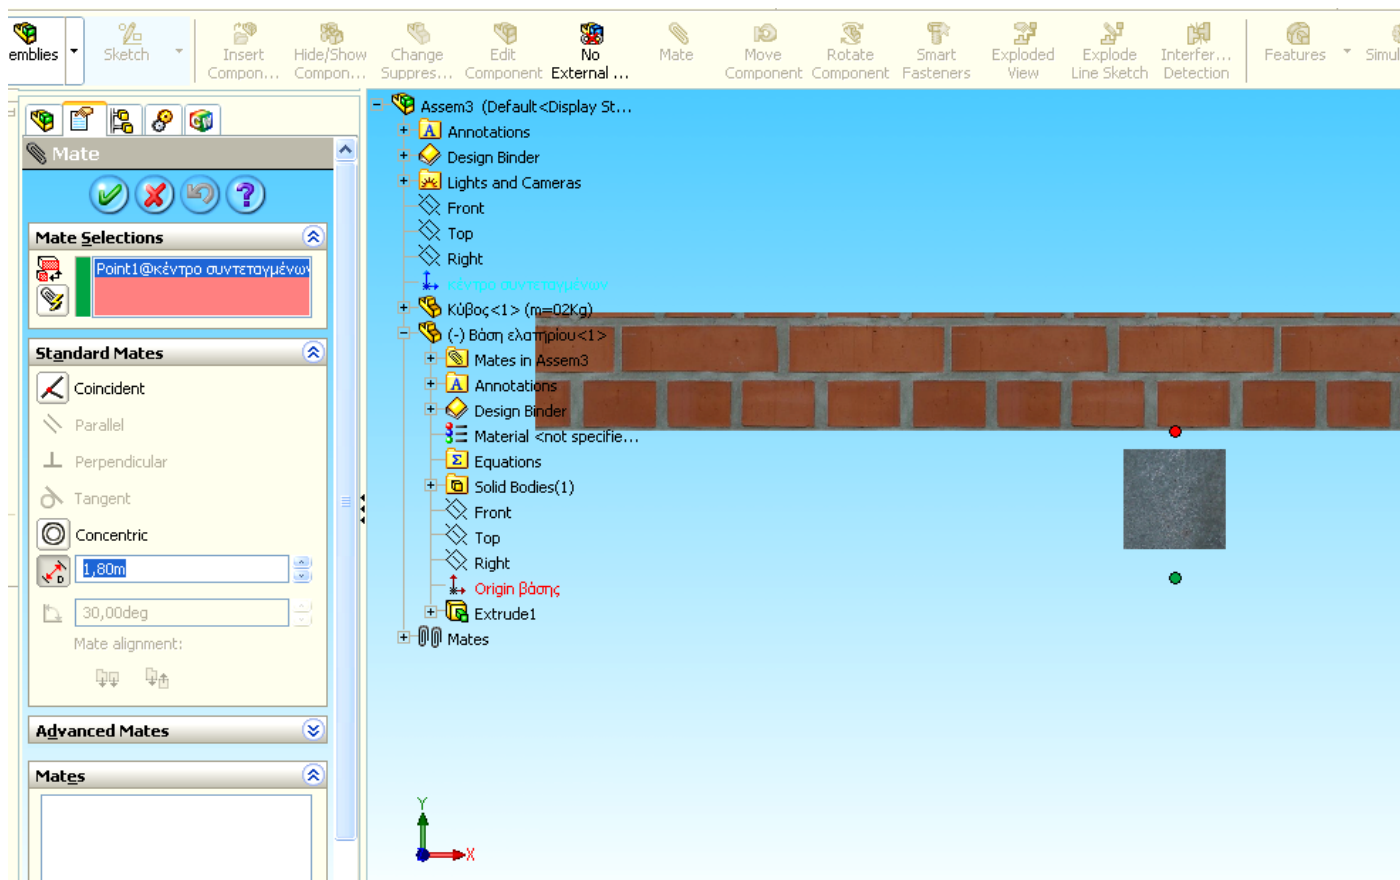 emblies
Sketch
Insert
Compon...
Hide/Show
Compon...
Change
Suppres...
Edit
Component
No
External ...
Mate
Move
Component
Rotate
Component
Smart
Fasteners
Exploded
View
Explode
Line Sketch
Interfer...
Detection
Features
Simul
Mate
Mate Selections
Point1@κέντρο συντεταγμένων
Standard Mates
Coincident
Parallel
Perpendicular
Tangent
Concentric
1,80m
30,00deg
Mate alignment:
Advanced Mates
Mates
Assem3 (Default<Display St...
Annotations
Design Binder
Lights and Cameras
Front
Top
Right
κέντρο συντεταγμένων
Κύβος<1> (m=02Kg)
(-) Βάση ελατηρίου<1>
Mates in Assem3
Annotations
Design Binder
Material <not specifie...
Equations
Solid Bodies(1)
Front
Top
Right
Origin βάσης
Extrude1
Mates
Y
X